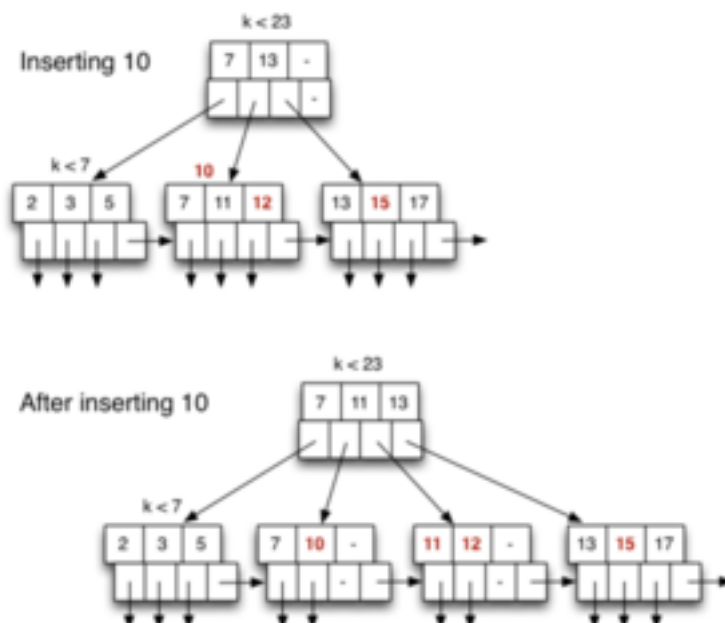 k < 23
Inserting 10
7 13 -
-
k < 7
10
2 3 5
7 11 12
13 15 17
k < 23
After inserting 10
7 11 13
k < 7
2 3 5
7 10 -
11 12 -
13 15 17
-
-